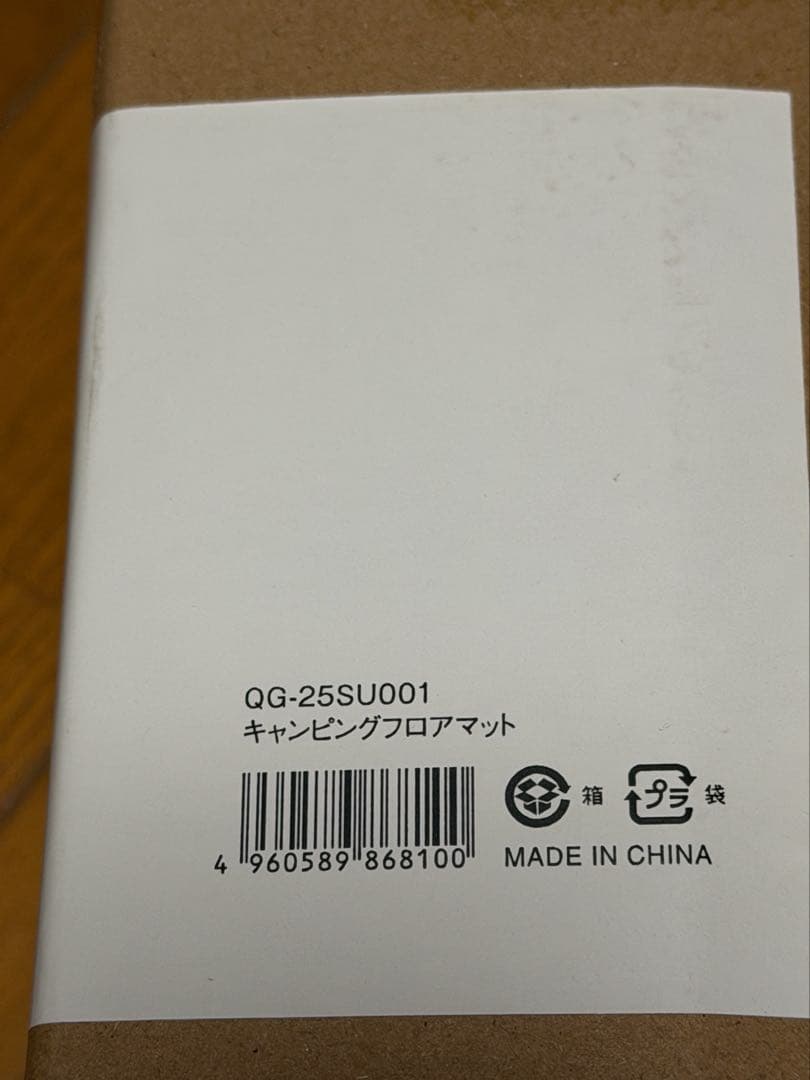 QG-25SU001
キャンピングフロアマット
箱
プラ 袋
4 960589 868100
MADE IN CHINA